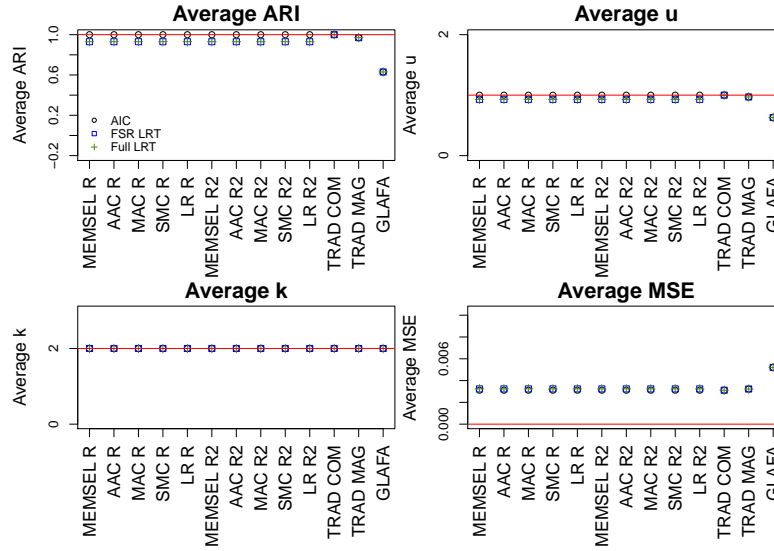 Average ARI
Average ARI
1.0
0.6
0.2
−0.2
AIC
FSR LRT
Full LRT
MEMSEL R
AAC R
MAC R
SMC R
LR R
MEMSEL R2
AAC R2
MAC R2
SMC R2
LR R2
TRAD COM
TRAD MAG
GLAFA
Average u
Average u
2
0
MEMSEL R
AAC R
MAC R
SMC R
LR R
MEMSEL R2
AAC R2
MAC R2
SMC R2
LR R2
TRAD COM
TRAD MAG
GLAFA
Average k
Average k
2
0
MEMSEL R
AAC R
MAC R
SMC R
LR R
MEMSEL R2
AAC R2
MAC R2
SMC R2
LR R2
TRAD COM
TRAD MAG
GLAFA
Average MSE
Average MSE
0.006
0.000
MEMSEL R
AAC R
MAC R
SMC R
LR R
MEMSEL R2
AAC R2
MAC R2
SMC R2
LR R2
TRAD COM
TRAD MAG
GLAFA